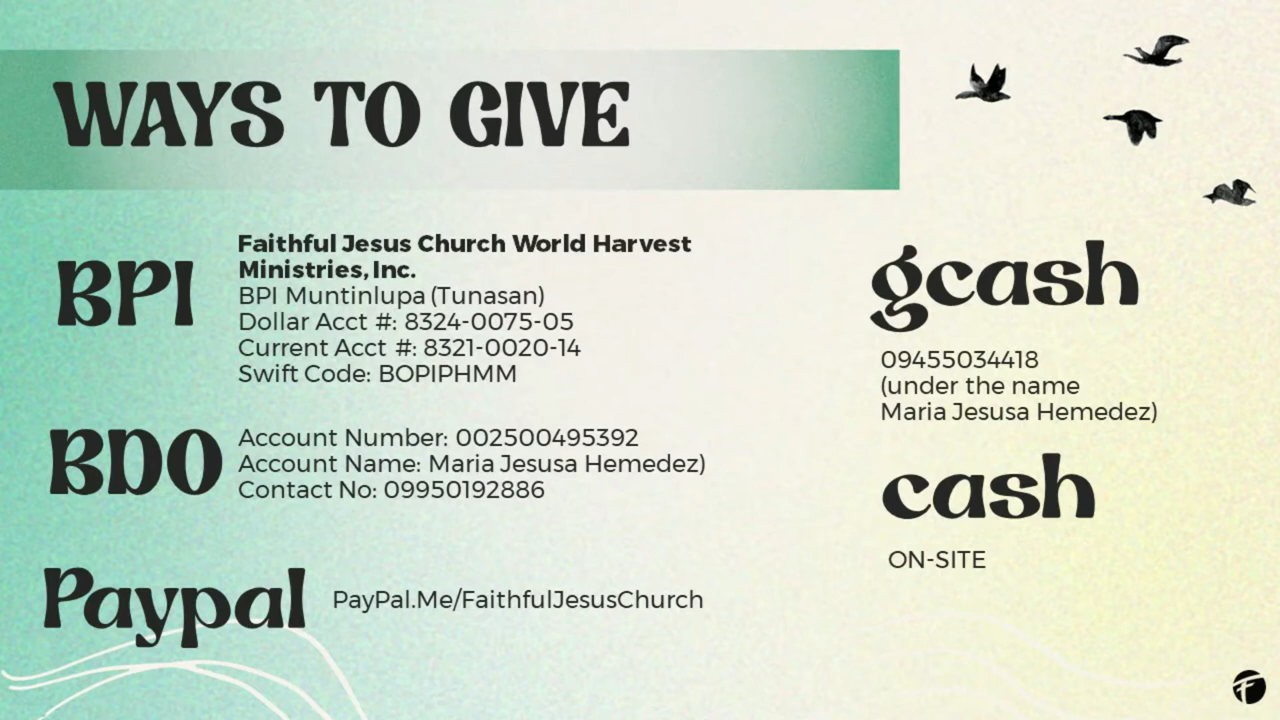 WAYS TO GIVE
BPI
Faithful Jesus Church World Harvest
Ministries, Inc.
BPI Muntinlupa (Tunasan)
Dollar Acct #: 8324-0075-05
Current Acct #: 8321-0020-14
Swift Code: BOPIPHMM
BDO
Account Number: 002500495392
Account Name: Maria Jesusa Hemedez)
Contact No: 09950192886
Paypal
PayPal.Me/FaithfulJesusChurch
gcash
09455034418
(under the name
Maria Jesusa Hemedez)
cash
ON-SITE